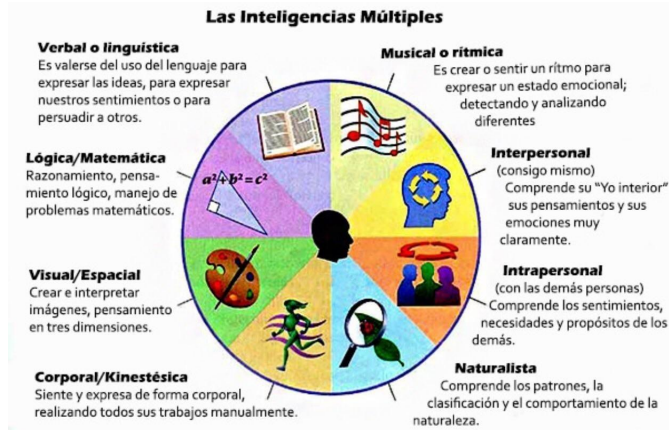 Las Inteligencias Múltiples
Verbal o linguística
Es valerse del uso del lenguaje para
expresar las ideas, para expresar
nuestros sentimientos o para
persuadir a otros.
Lógica/Matemática
Razonamiento, pensa-
miento lógico, manejo de
problemas matemáticos.
Visual/Espacial
Crear e interpretar
imágenes, pensamiento
en tres dimensiones.
Corporal/Kinestésica
Siente y expresa de forma corporal,
realizando todos sus trabajos manualmente.
Musical o rítmica
Es crear o sentir un rítmo para
expresar un estado emocional;
detectando y analizando
diferentes
Interpersonal
(consigo mismo)
Comprende su "Yo interior"
sus pensamientos y sus
emociones muy
claramente.
Intrapersonal
(con las demás personas)
Comprende los sentimientos,
necesidades y propósitos de los
demás.
Naturalista
Comprende los patrones, la
clasificación y el comportamiento de la
naturaleza.
a²+b²=c²